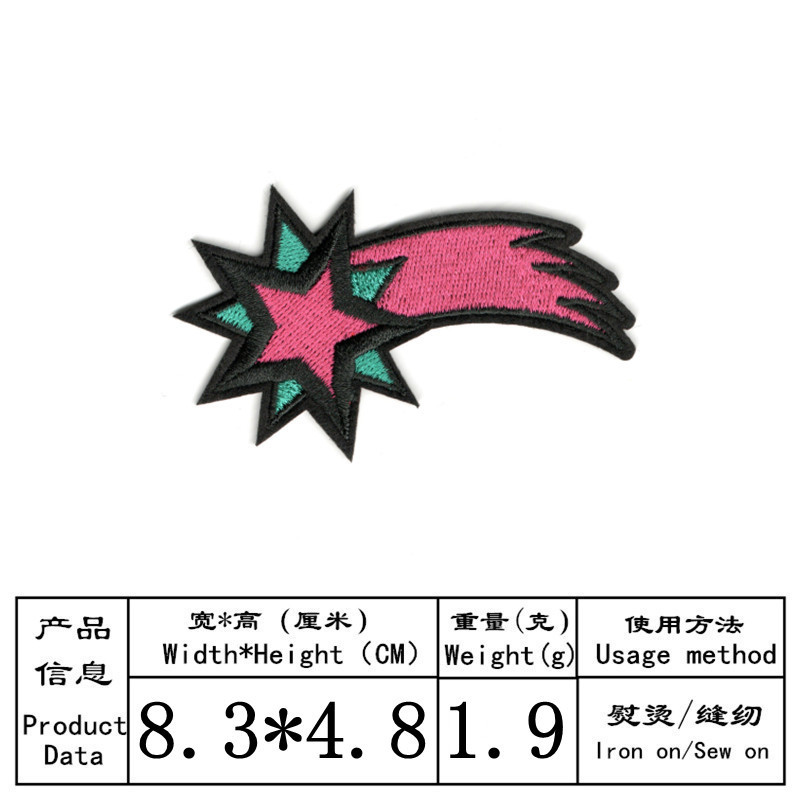 产品
信息
Product
Data
宽*高（厘米）
Width*Height（CM）
8.3*4.8
重量(克)
Weight(g)
1.9
使用方法
Usage method
熨烫/缝纫
Iron on/Sew on